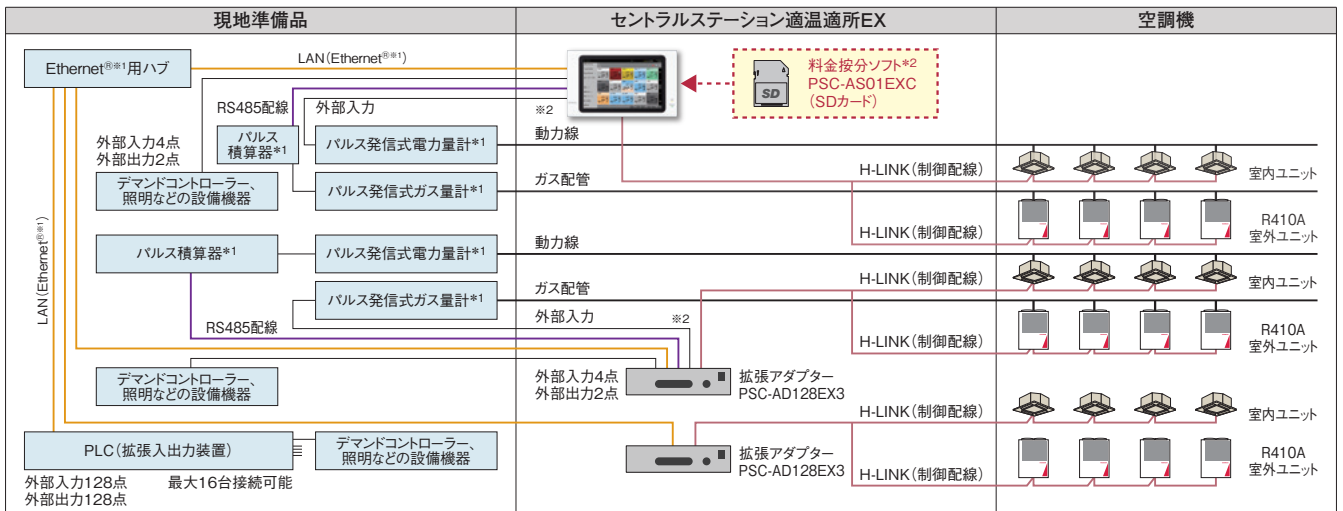 現地準備品
セントラルステーション適温適所EX
空調機
Ethernet®※1用ハブ
LAN(Ethernet®※1)
RS485配線
外部入力
※2
料金按分ソフト*2
PSC-AS01EXC
(SDカード)
SD
外部入力4点
外部出力2点
パルス
積算器*1
パルス発信式電力量計*1
動力線
H-LINK(制御配線)
室内ユニット
デマンドコントローラー、
照明などの設備機器
パルス発信式ガス量計*1
ガス配管
H-LINK(制御配線)
R410A
室外ユニット
LAN(Ethernet®※1)
パルス積算器*1
パルス発信式電力量計*1
動力線
H-LINK(制御配線)
室内ユニット
パルス発信式ガス量計*1
ガス配管
RS485配線
外部入力
※2
H-LINK(制御配線)
R410A
室外ユニット
デマンドコントローラー、
照明などの設備機器
外部入力4点
外部出力2点
拡張アダプター
PSC-AD128EX3
H-LINK(制御配線)
室内ユニット
PLC(拡張入出力装置)
デマンドコントローラー、
照明などの設備機器
拡張アダプター
PSC-AD128EX3
H-LINK(制御配線)
R410A
室外ユニット
外部入力128点
外部出力128点
最大16台接続可能